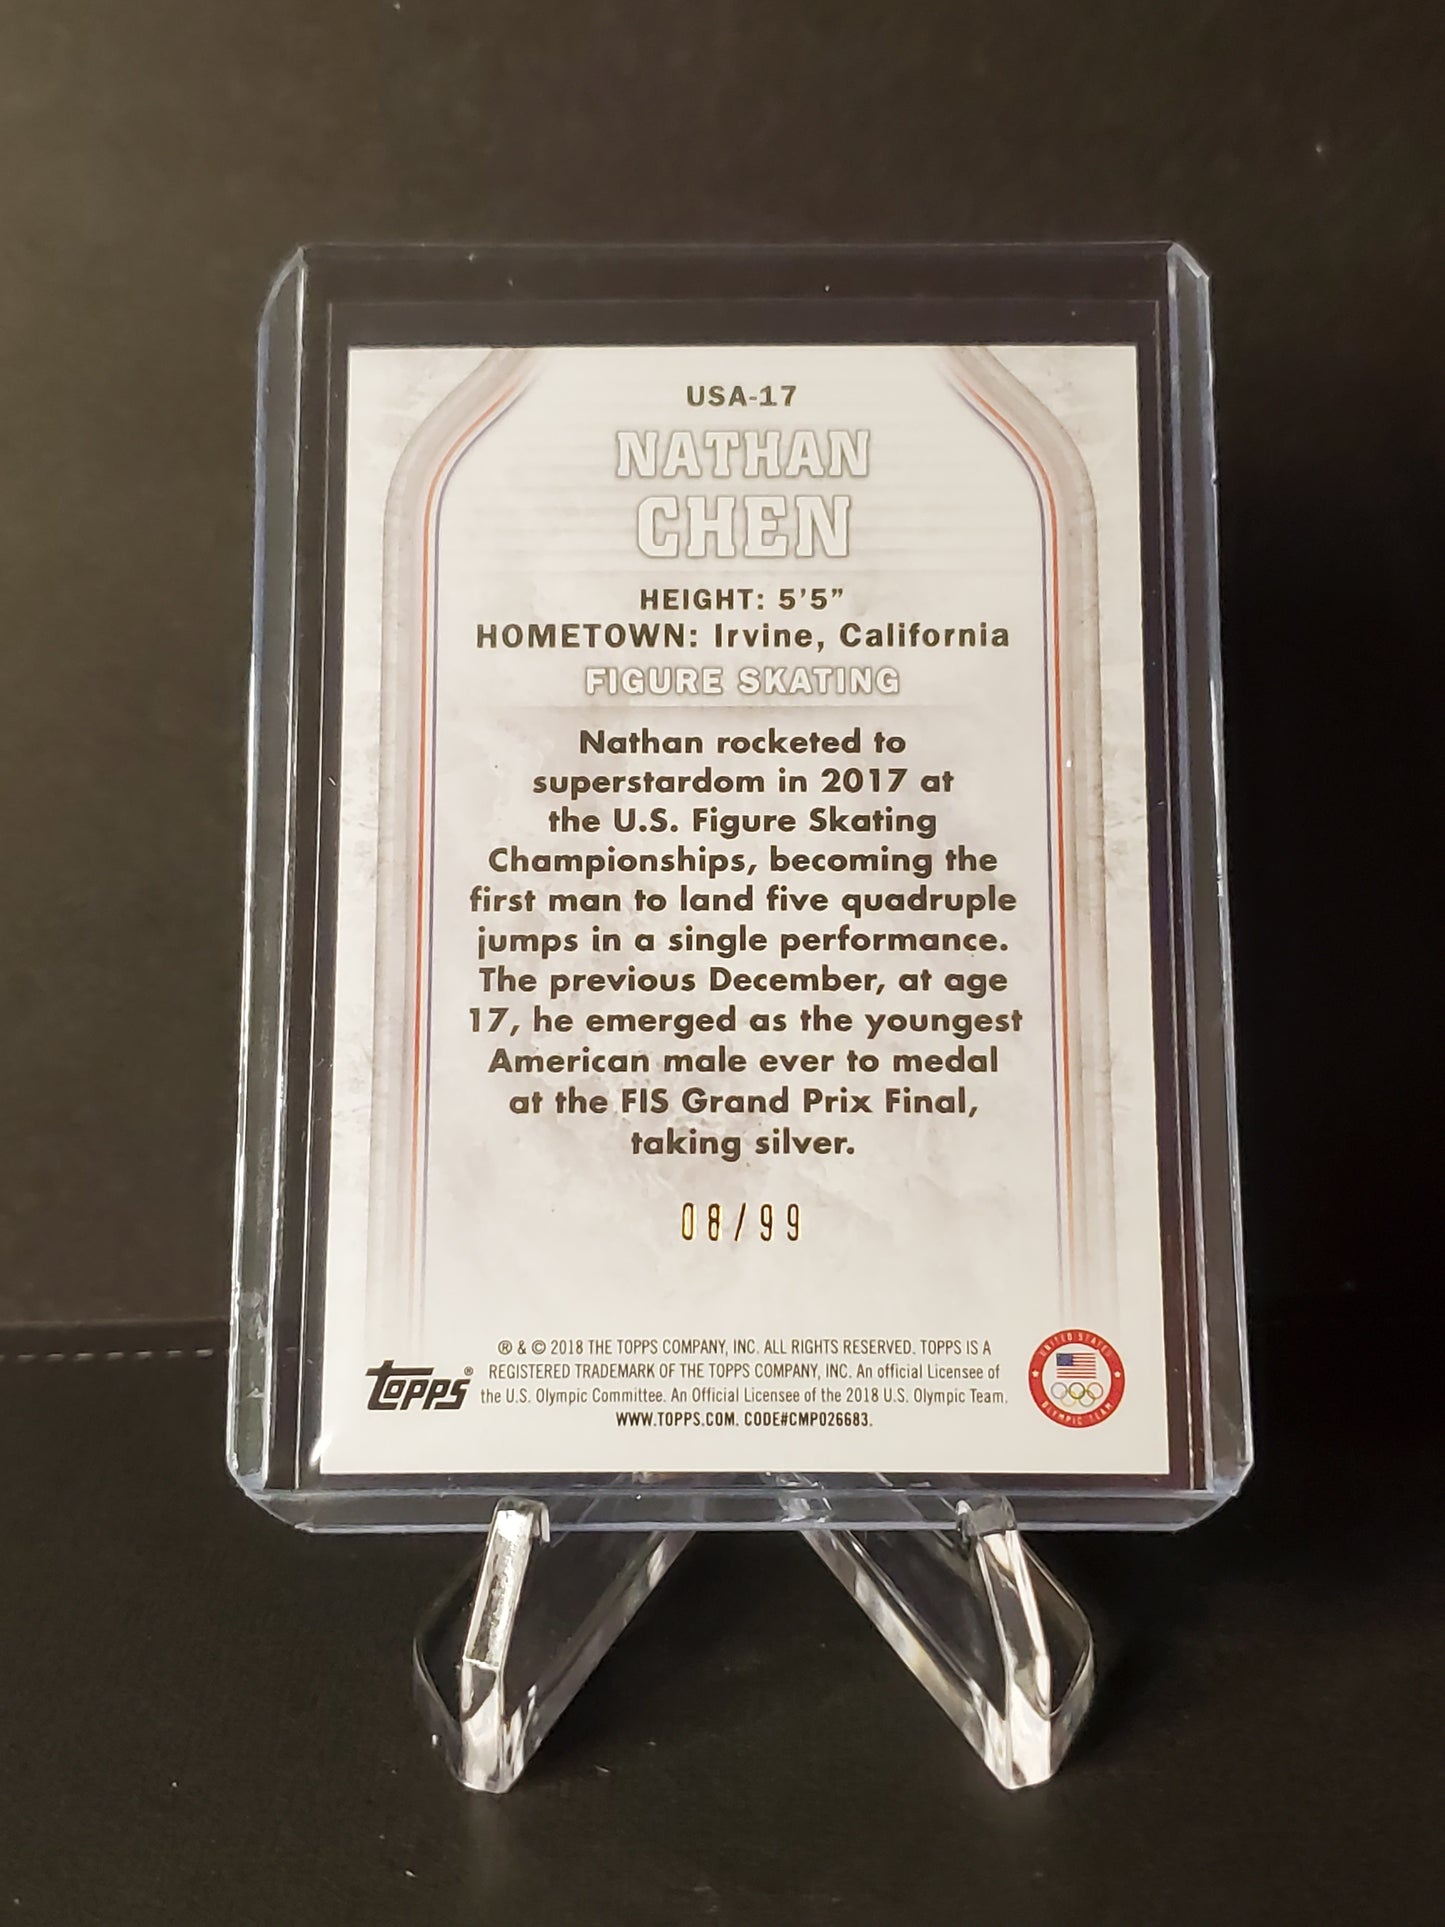 USA-17
NATHAN
CHEN
HEIGHT: 5'5”
HOMETOWN: Irvine, California
FIGURE SKATING
Nathan rocketed to
superstardom in 2017 at
the U.S. Figure Skating
Championships, becoming the
first man to land five quadruple
jumps in a single performance.
The previous December, at age
17, he emerged as the youngest
American male ever to medal
at the FIS Grand Prix Final,
taking silver.
08/99
® & © 2018 THE TOPPS COMPANY, INC. ALL RIGHTS RESERVED. TOPPS IS A
REGISTERED TRADEMARK OF THE TOPPS COMPANY, INC. An official Licensee of
the U.S. Olympic Committee. An Official Licensee of the 2018 U.S. Olympic Team.
WWW.TOPPS.COM. CODE#CMP026683.
topps®
UNITED STATES
OLYMPIC TEAM